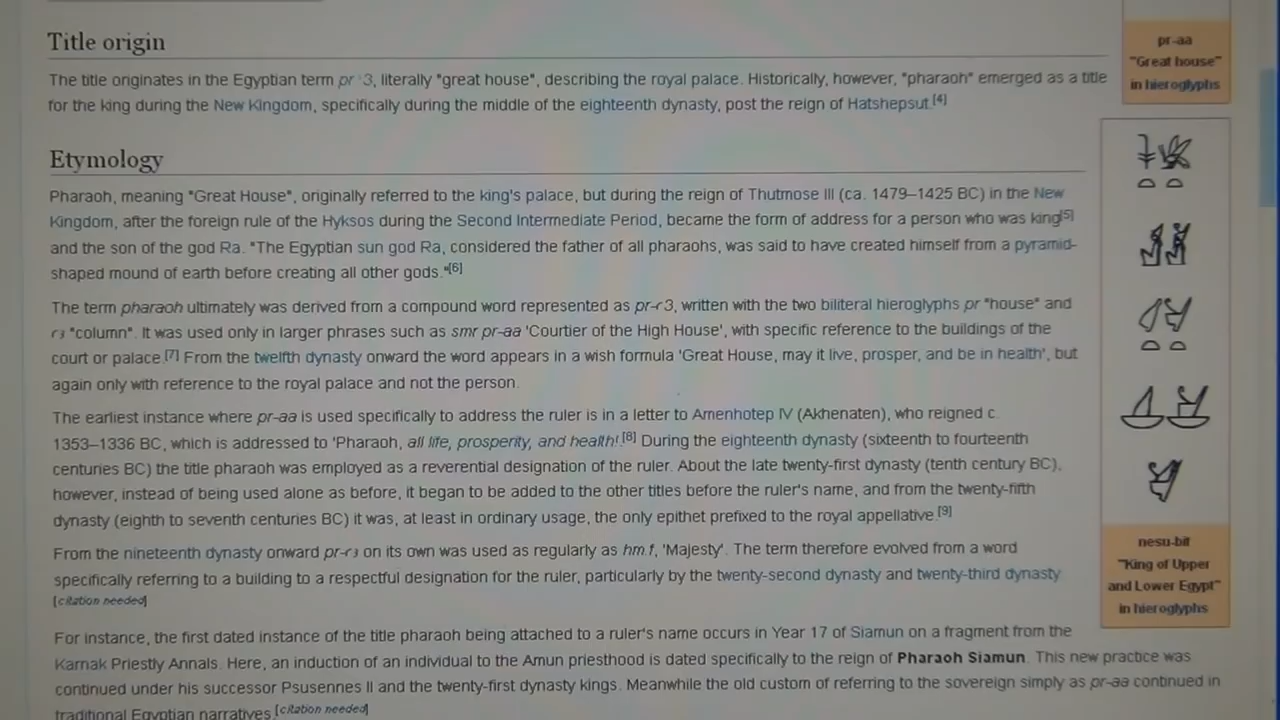 Title origin
The title originates in the Egyptian term pr ꜥ3, literally "great house", describing the royal palace. Historically, however, "pharaoh" emerged as a title
for the king during the New Kingdom, specifically during the middle of the eighteenth dynasty, post the reign of Hatshepsut.[4]
Etymology
Pharaoh, meaning "Great House", originally referred to the king's palace, but during the reign of Thutmose III (ca. 1479–1425 BC) in the New
Kingdom, after the foreign rule of the Hyksos during the Second Intermediate Period, became the form of address for a person who was king[5]
and the son of the god Ra. "The Egyptian sun god Ra, considered the father of all pharaohs, was said to have created himself from a pyramid-
shaped mound of earth before creating all other gods."[6]
The term pharaoh ultimately was derived from a compound word represented as pr-r3, written with the two biliteral hieroglyphs pr "house" and
rꜣ "column". It was used only in larger phrases such as smr pr-aa 'Courtier of the High House', with specific reference to the buildings of the
court or palace.[7] From the twelfth dynasty onward the word appears in a wish formula 'Great House, may it live, prosper, and be in health', but
again only with reference to the royal palace and not the person.
The earliest instance where pr-aa is used specifically to address the ruler is in a letter to Amenhotep IV (Akhenaten), who reigned c.
1353–1336 BC, which is addressed to 'Pharaoh, all life, prosperity, and health!.[8] During the eighteenth dynasty (sixteenth to fourteenth
centuries BC) the title pharaoh was employed as a reverential designation of the ruler. About the late twenty-first dynasty (tenth century BC),
however, instead of being used alone as before, it began to be added to the other titles before the ruler's name, and from the twenty-fifth
dynasty (eighth to seventh centuries BC) it was, at least in ordinary usage, the only epithet prefixed to the royal appellative.[9]
From the nineteenth dynasty onward pr-rꜣ on its own was used as regularly as hm.f, 'Majesty'. The term therefore evolved from a word
specifically referring to a building to a respectful designation for the ruler, particularly by the twenty-second dynasty and twenty-third dynasty
[citation needed]
For instance, the first dated instance of the title pharaoh being attached to a ruler's name occurs in Year 17 of Siamun on a fragment from the
Karnak Priestly Annals. Here, an induction of an individual to the Amun priesthood is dated specifically to the reign of Pharaoh Siamun. This new practice was
continued under his successor Psusennes II and the twenty-first dynasty kings. Meanwhile the old custom of referring to the sovereign simply as pr-aa continued in
traditional Egyptian narratives.[citation needed]
pr-aa
"Great house"
in hieroglyphs
nesu-bit
"King of Upper
and Lower Egypt"
in hieroglyphs